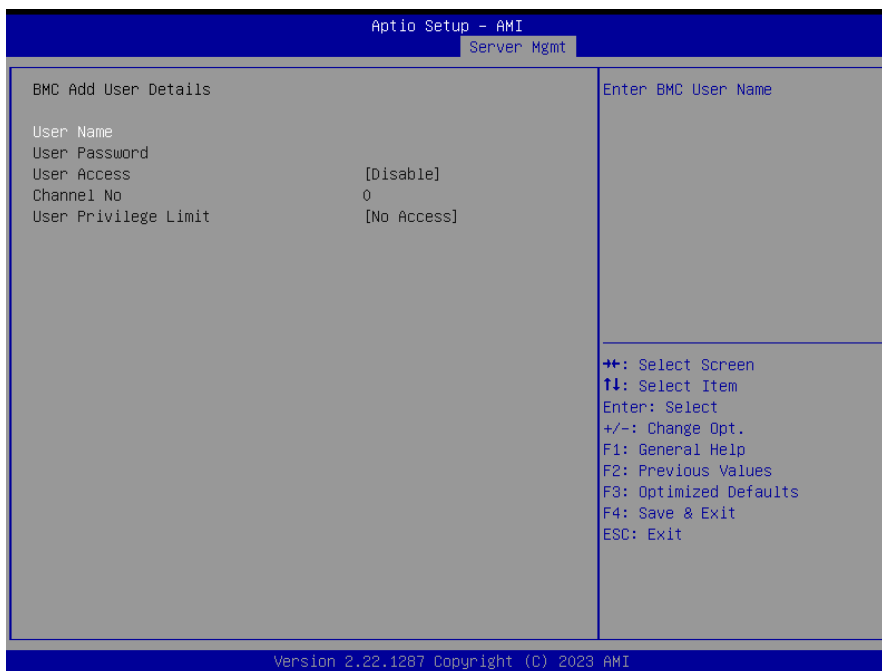 Aptio Setup – AMI
Server Mgmt
BMC Add User Details
User Name
User Password
User Access [Disable]
Channel No 0
User Privilege Limit [No Access]
Enter BMC User Name
→←: Select Screen
↑↓: Select Item
Enter: Select
+/-: Change Opt.
F1: General Help
F2: Previous Values
F3: Optimized Defaults
F4: Save & Exit
ESC: Exit
Version 2.22.1287 Copyright (C) 2023 AMI